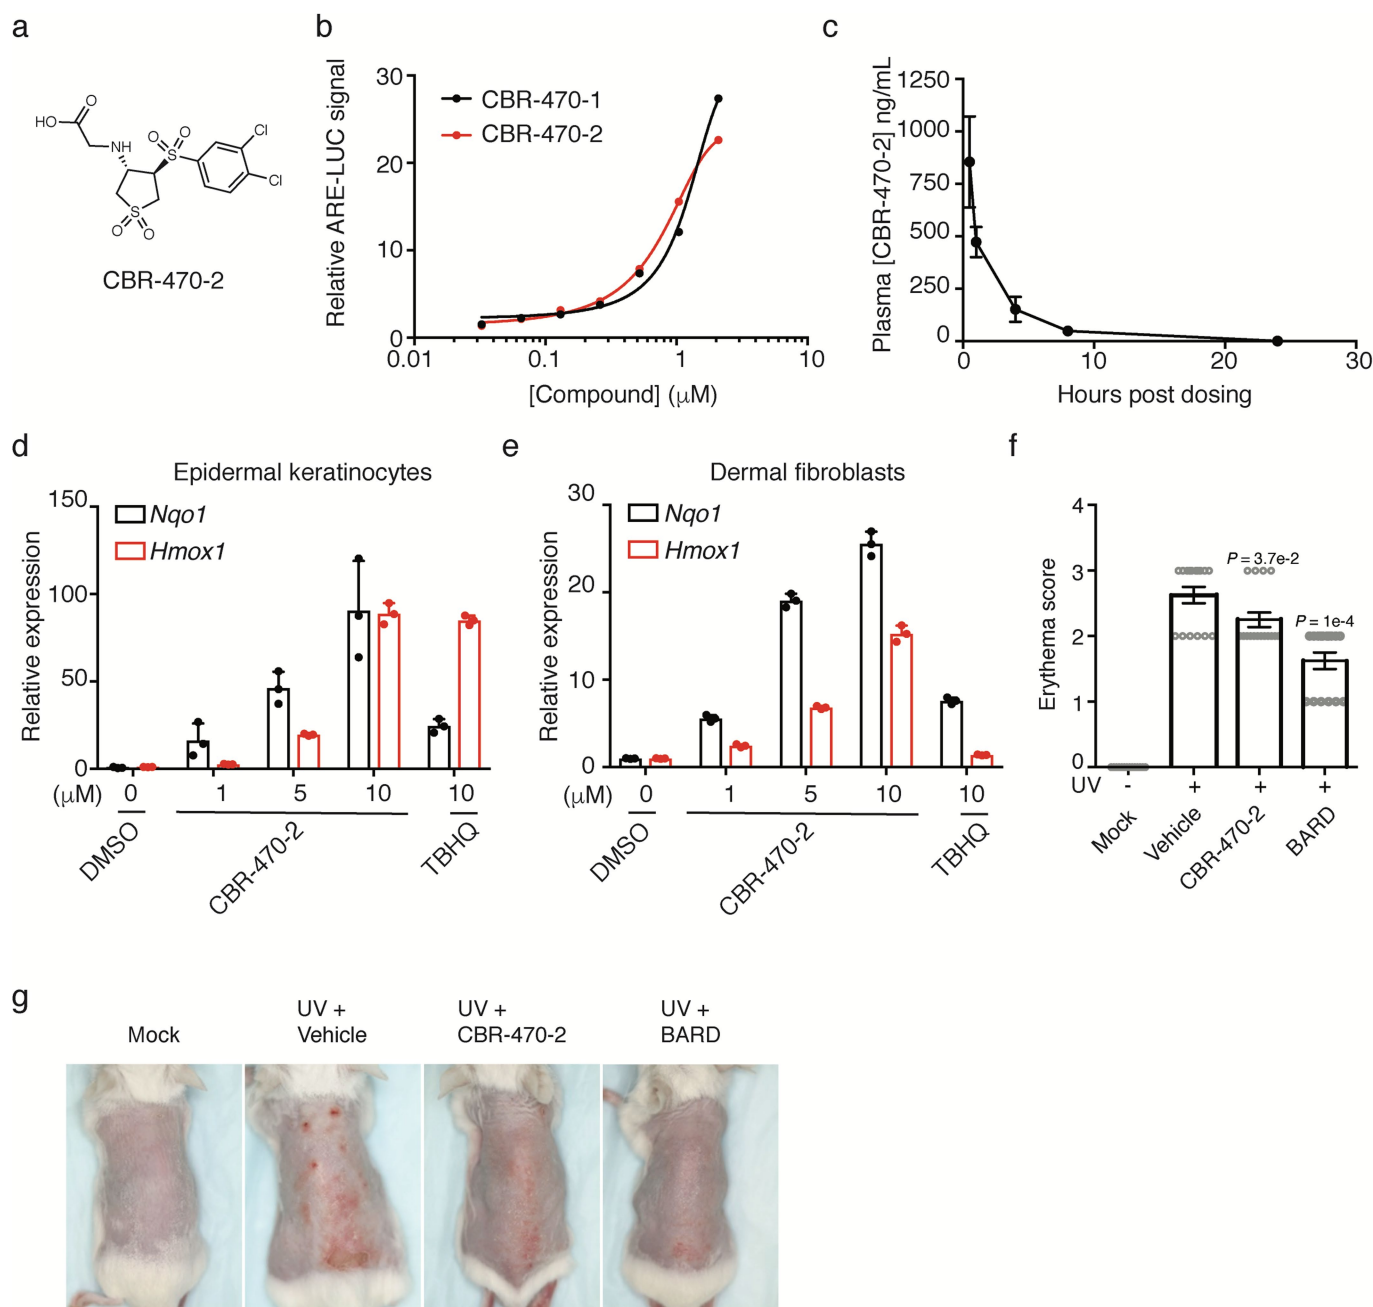 a
HO
O
NH
O
O
S
Cl
Cl
S
O
O
CBR-470-2
b
Relative ARE-LUC signal
30
20
10
0
CBR-470-1
CBR-470-2
0.01
0.1
1
10
[Compound] (μM)
c
Plasma [CBR-470-2] ng/mL
1250
1000
750
500
250
0
0
10
20
30
Hours post dosing
d
Epidermal keratinocytes
Relative expression
150
100
50
0
Nqo1
Hmox1
(μM) 0 1 5 10 10
DMSO
CBR-470-2
TBHQ
e
Dermal fibroblasts
Relative expression
30
20
10
0
Nqo1
Hmox1
(μM) 0 1 5 10 10
DMSO
CBR-470-2
TBHQ
f
Erythema score
4
3
2
1
0
P = 3.7e-2
P = 1e-4
UV - + + +
Mock
Vehicle
CBR-470-2
BARD
g
Mock
UV +
Vehicle
UV +
CBR-470-2
UV +
BARD